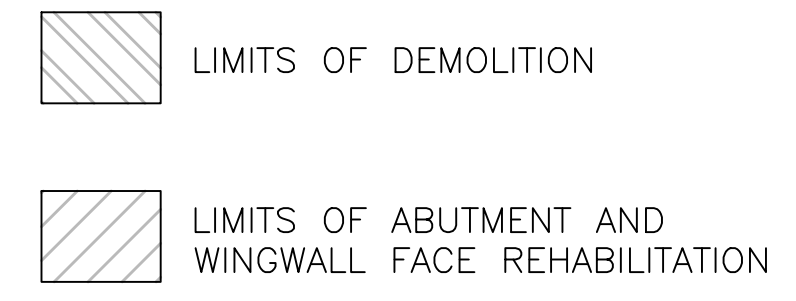 LIMITS OF DEMOLITION
LIMITS OF ABUTMENT AND
WINGWALL FACE REHABILITATION